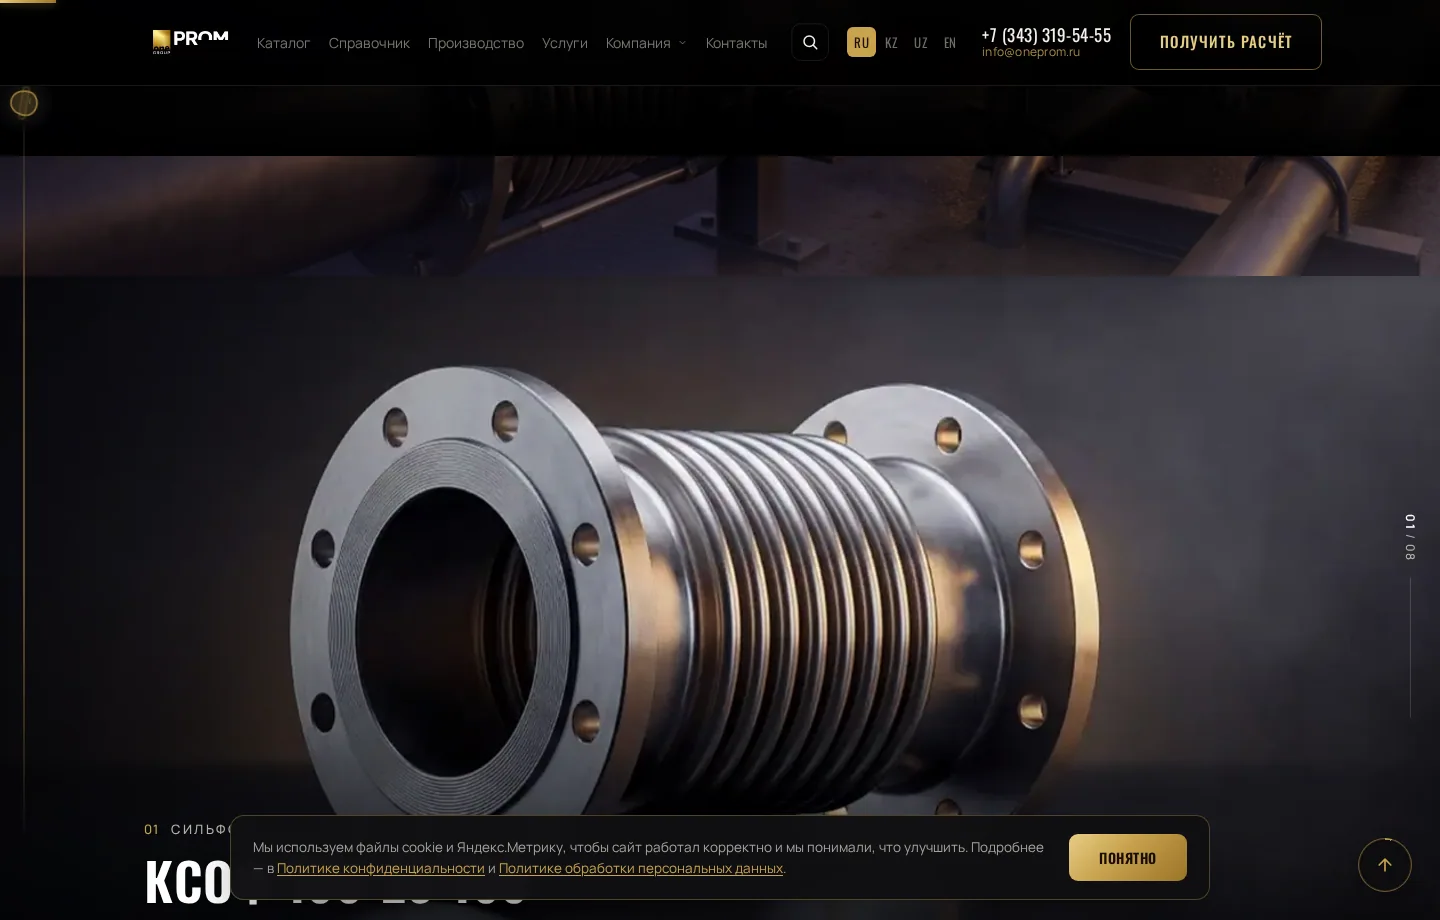 PROM
Каталог Справочник Производство Услуги Компания Контакты
RU KZ UZ EN
+7 (343) 319-54-55
info@oneprom.ru
ПОЛУЧИТЬ РАСЧЁТ
01 / 08
01
КСО
Мы используем файлы cookie и Яндекс.Метрику, чтобы сайт работал корректно и мы понимали, что улучшить. Подробнее
— в Политике конфиденциальности и Политике обработки персональных данных.
ПОНЯТНО